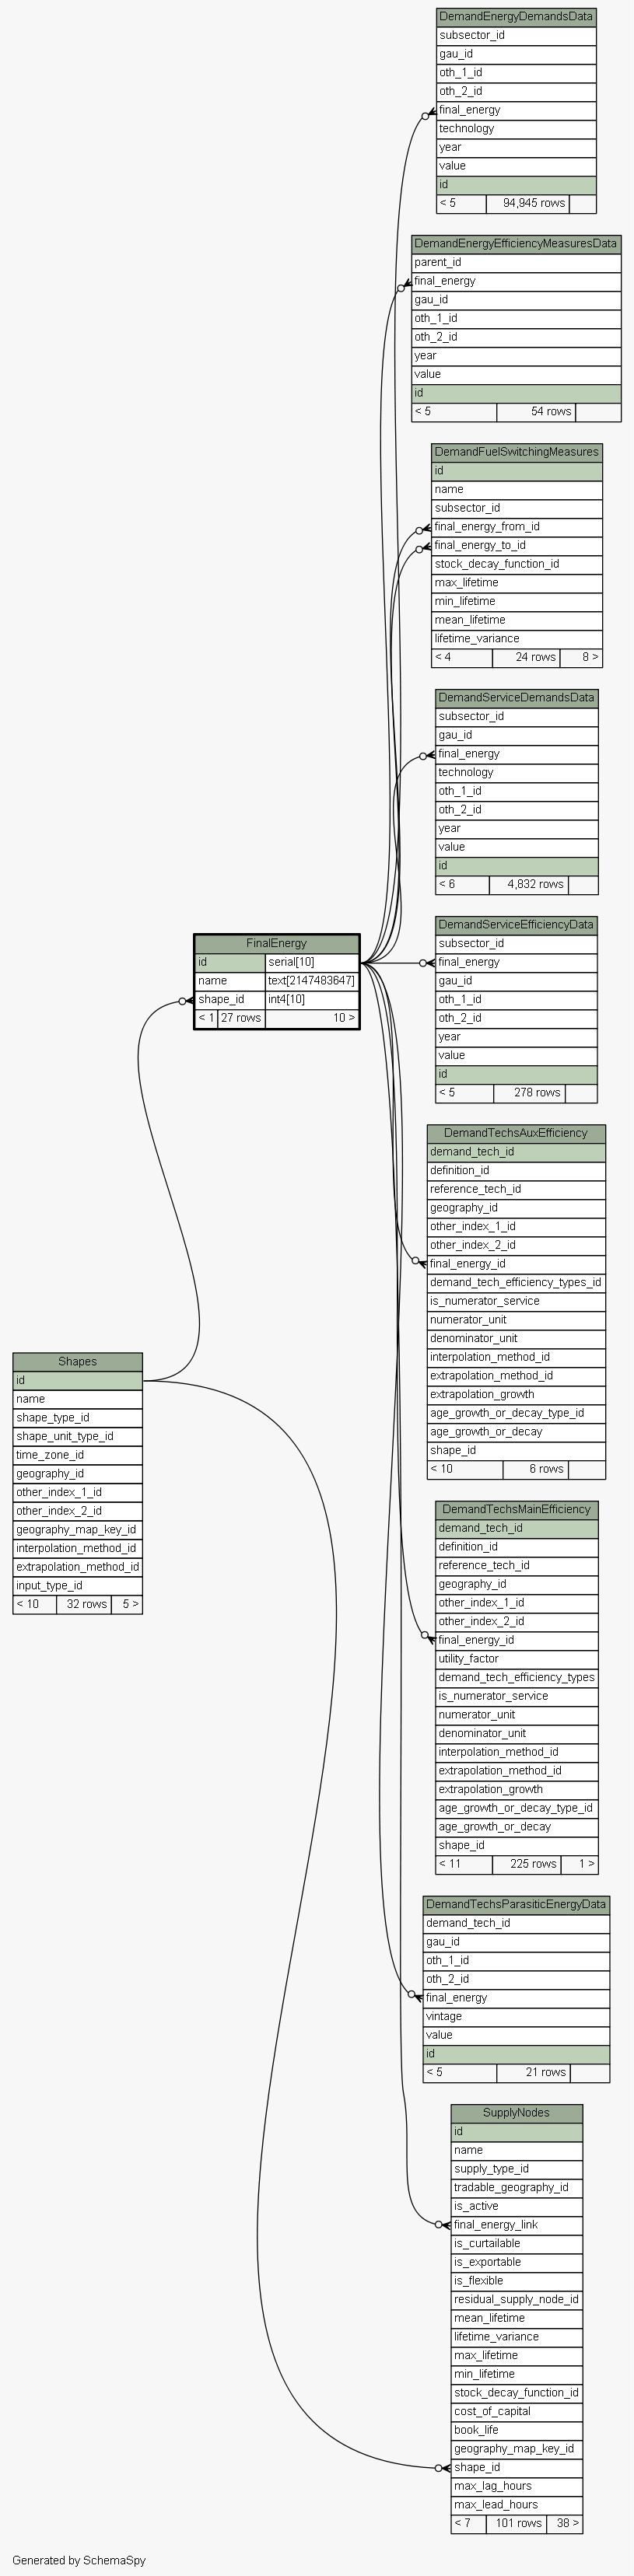 DemandEnergyDemandsData
subsector_id
gau_id
oth_1_id
oth_2_id
final_energy
technology
year
value
id
< 5 94,945 rows
DemandEnergyEfficiencyMeasuresData
parent_id
final_energy
gau_id
oth_1_id
oth_2_id
year
value
id
< 5 54 rows
DemandFuelSwitchingMeasures
id
name
subsector_id
final_energy_from_id
final_energy_to_id
stock_decay_function_id
max_lifetime
min_lifetime
mean_lifetime
lifetime_variance
< 4 24 rows 8 >
DemandServiceDemandsData
subsector_id
gau_id
final_energy
technology
oth_1_id
oth_2_id
year
value
id
< 6 4,832 rows
FinalEnergy
id serial[10]
name text[2147483647]
shape_id int4[10]
< 1 27 rows 10 >
DemandServiceEfficiencyData
subsector_id
final_energy
gau_id
oth_1_id
oth_2_id
year
value
id
< 5 278 rows
DemandTechsAuxEfficiency
demand_tech_id
definition_id
reference_tech_id
geography_id
other_index_1_id
other_index_2_id
final_energy_id
demand_tech_efficiency_types_id
is_numerator_service
numerator_unit
denominator_unit
interpolation_method_id
extrapolation_method_id
extrapolation_growth
age_growth_or_decay_type_id
age_growth_or_decay
shape_id
< 10 6 rows
Shapes
id
name
shape_type_id
shape_unit_type_id
time_zone_id
geography_id
other_index_1_id
other_index_2_id
geography_map_key_id
interpolation_method_id
extrapolation_method_id
input_type_id
< 10 32 rows 5 >
DemandTechsMainEfficiency
demand_tech_id
definition_id
reference_tech_id
geography_id
other_index_1_id
other_index_2_id
final_energy_id
utility_factor
demand_tech_efficiency_types
is_numerator_service
numerator_unit
denominator_unit
interpolation_method_id
extrapolation_method_id
extrapolation_growth
age_growth_or_decay_type_id
age_growth_or_decay
shape_id
< 11 225 rows 1 >
DemandTechsParasiticEnergyData
demand_tech_id
gau_id
oth_1_id
oth_2_id
final_energy
vintage
value
id
< 5 21 rows
SupplyNodes
id
name
supply_type_id
tradable_geography_id
is_active
final_energy_link
is_curtailable
is_exportable
is_flexible
residual_supply_node_id
mean_lifetime
lifetime_variance
max_lifetime
min_lifetime
stock_decay_function_id
cost_of_capital
book_life
geography_map_key_id
shape_id
max_lag_hours
max_lead_hours
< 7 101 rows 38 >
Generated by SchemaSpy